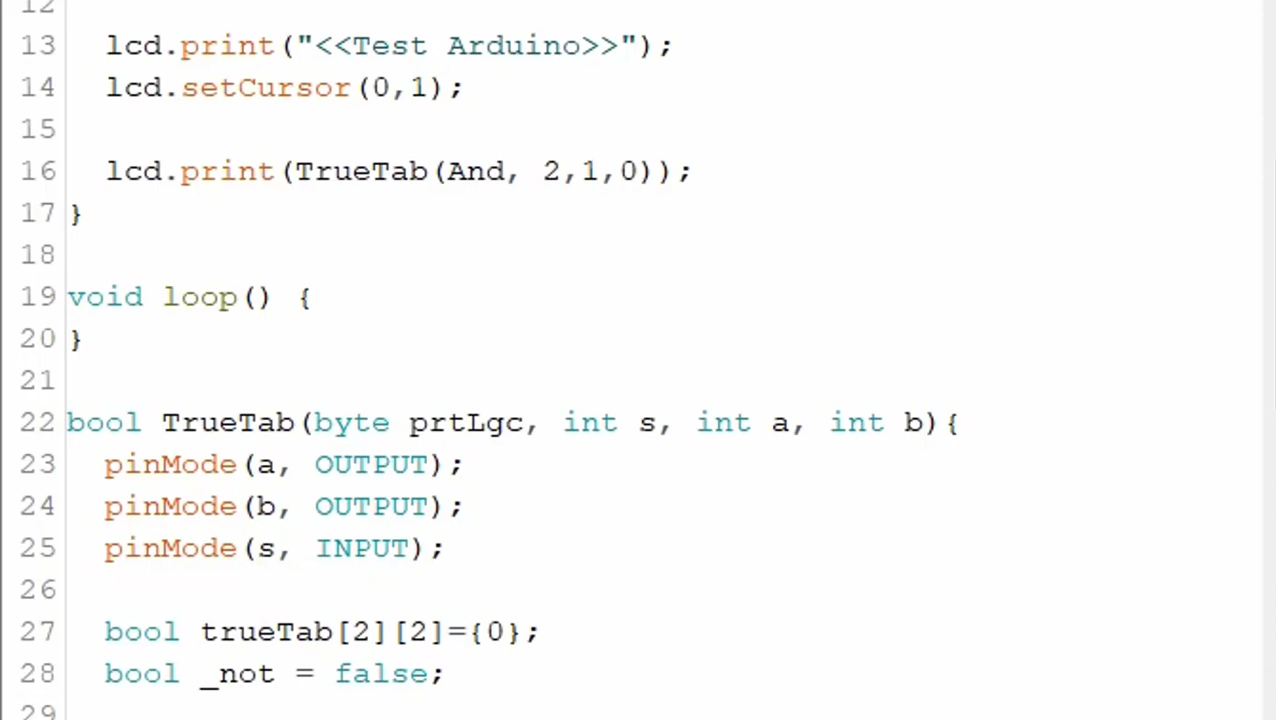 12
13 lcd.print("<<Test Arduino>>");
14 lcd.setCursor(0,1);
15
16 lcd.print(TrueTab(And, 2,1,0));
17 }
18
19 void loop() {
20 }
21
22 bool TrueTab(byte prtLgc, int s, int a, int b){
23 pinMode(a, OUTPUT);
24 pinMode(b, OUTPUT);
25 pinMode(s, INPUT);
26
27 bool trueTab[2][2]={0};
28 bool _not = false;
29